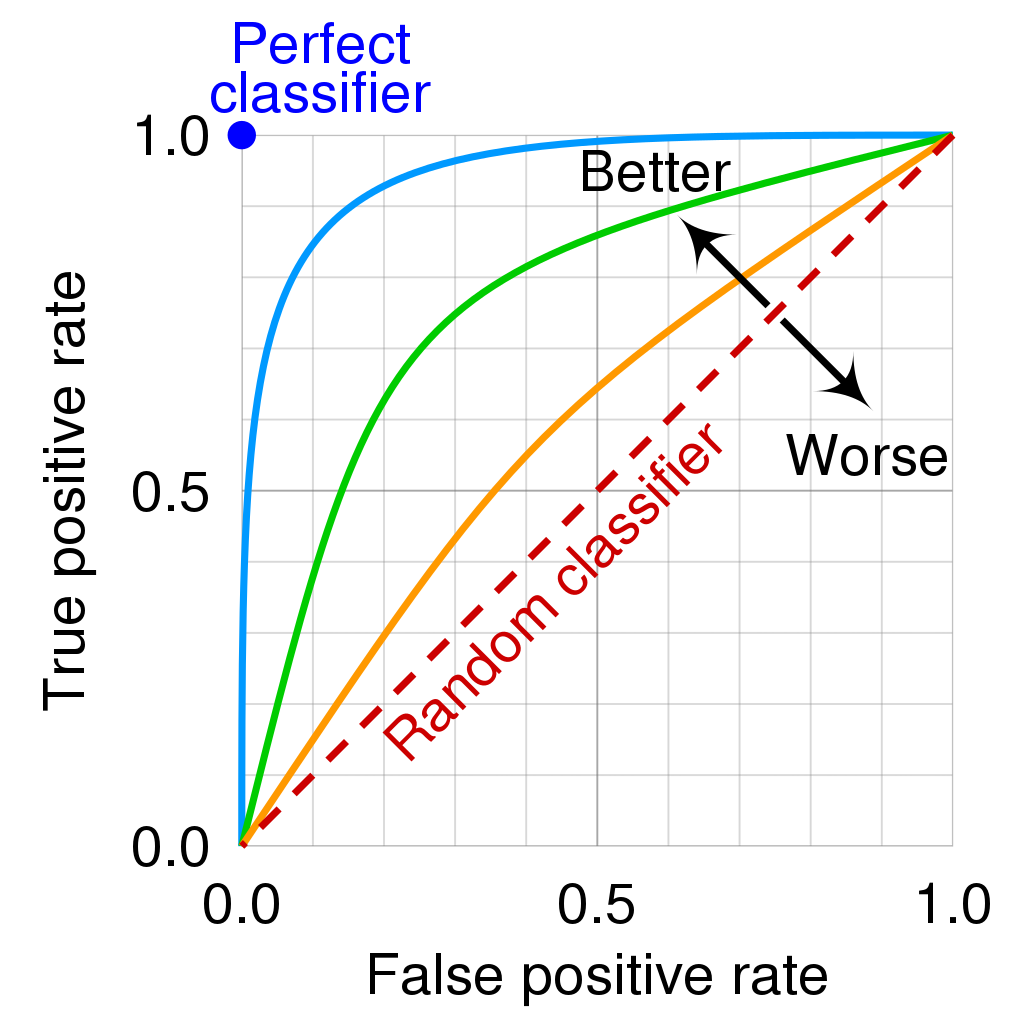 Perfect
classifier
1.0
Better
True positive rate
0.5
Worse
Random classifier
0.0
0.0
0.5
1.0
False positive rate